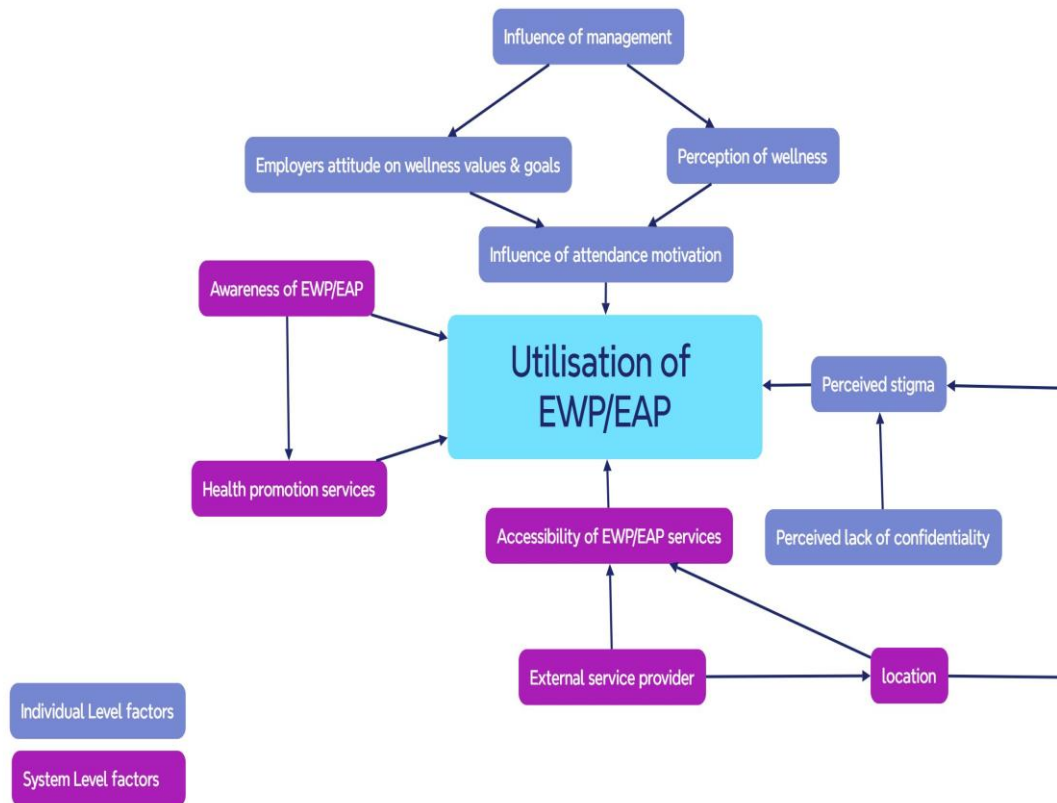 Influence of management
Employers attitude on wellness values & goals
Perception of wellness
Influence of attendance motivation
Awareness of EWP/EAP
Utilisation of
EWP/EAP
Perceived stigma
Health promotion services
Accessibility of EWP/EAP services
Perceived lack of confidentiality
External service provider
location
Individual Level factors
System Level factors